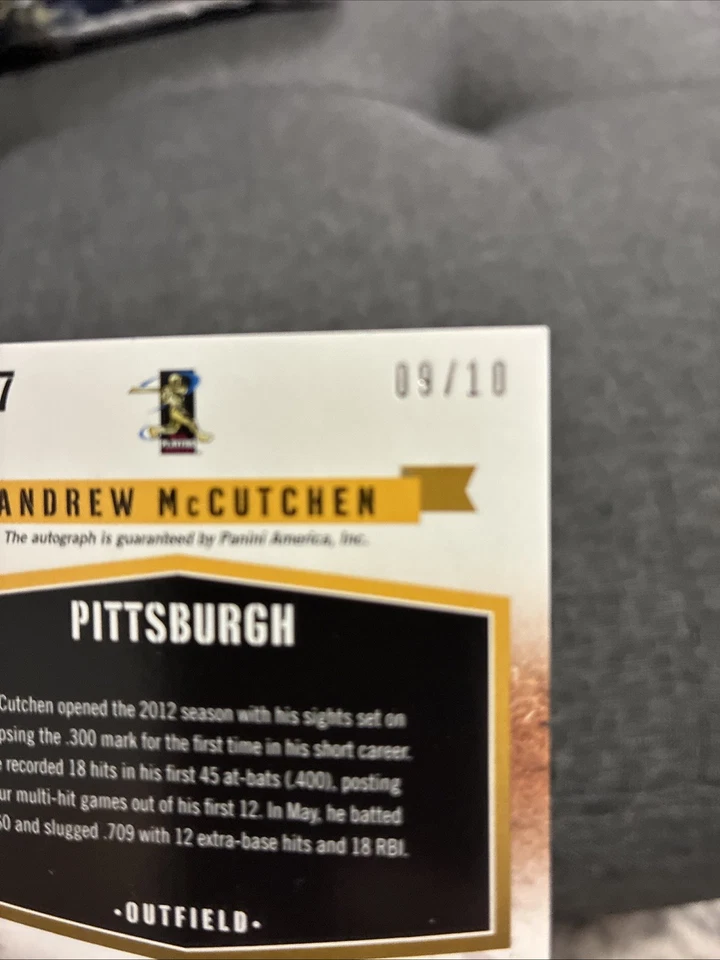 7
09/10
PLAYERS
ANDREW McCUTCHEN
The autograph is guaranteed by Panini America, Inc.
PITTSBURGH
Cutchen opened the 2012 season with his sights set on
psing the .300 mark for the first time in his short career.
recorded 18 hits in his first 45 at-bats (.400), posting
ur multi-hit games out of his first 12. In May, he batted
0 and slugged .709 with 12 extra-base hits and 18 RBI.
·OUTFIELD·